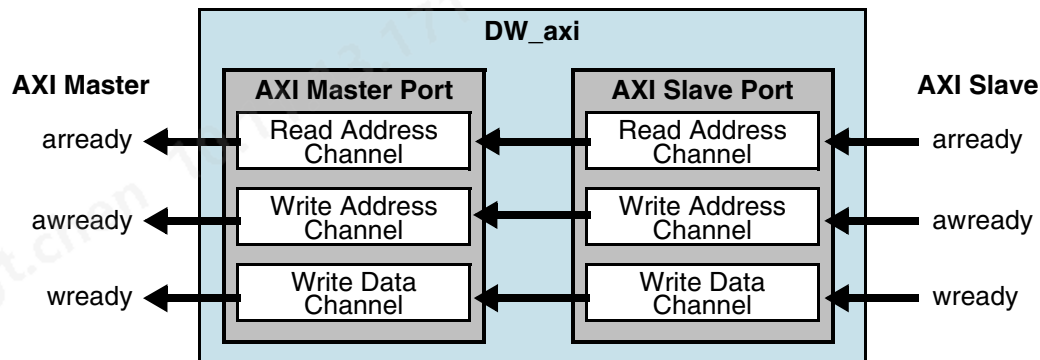 DW_axi
AXI Master
AXI Master Port
AXI Slave Port
AXI Slave
arready
Read Address
Channel
Read Address
Channel
arready
awready
Write Address
Channel
Write Address
Channel
awready
wready
Write Data
Channel
Write Data
Channel
wready